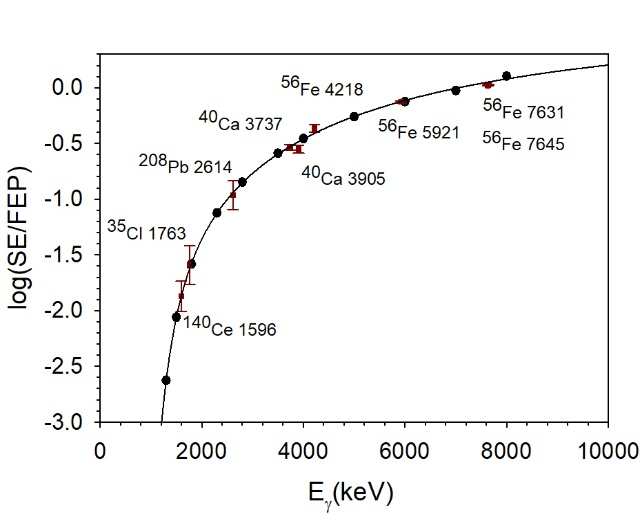 0.0
-0.5
-1.0
-1.5
-2.0
-2.5
-3.0
log(SE/FEP)
⁵⁶Fe 4218
⁴⁰Ca 3737
²⁰⁸Pb 2614
³⁵Cl 1763
¹⁴⁰Ce 1596
⁴⁰Ca 3905
⁵⁶Fe 5921
⁵⁶Fe 7631
⁵⁶Fe 7645
0 2000 4000 6000 8000 10000
Eᵧ(keV)